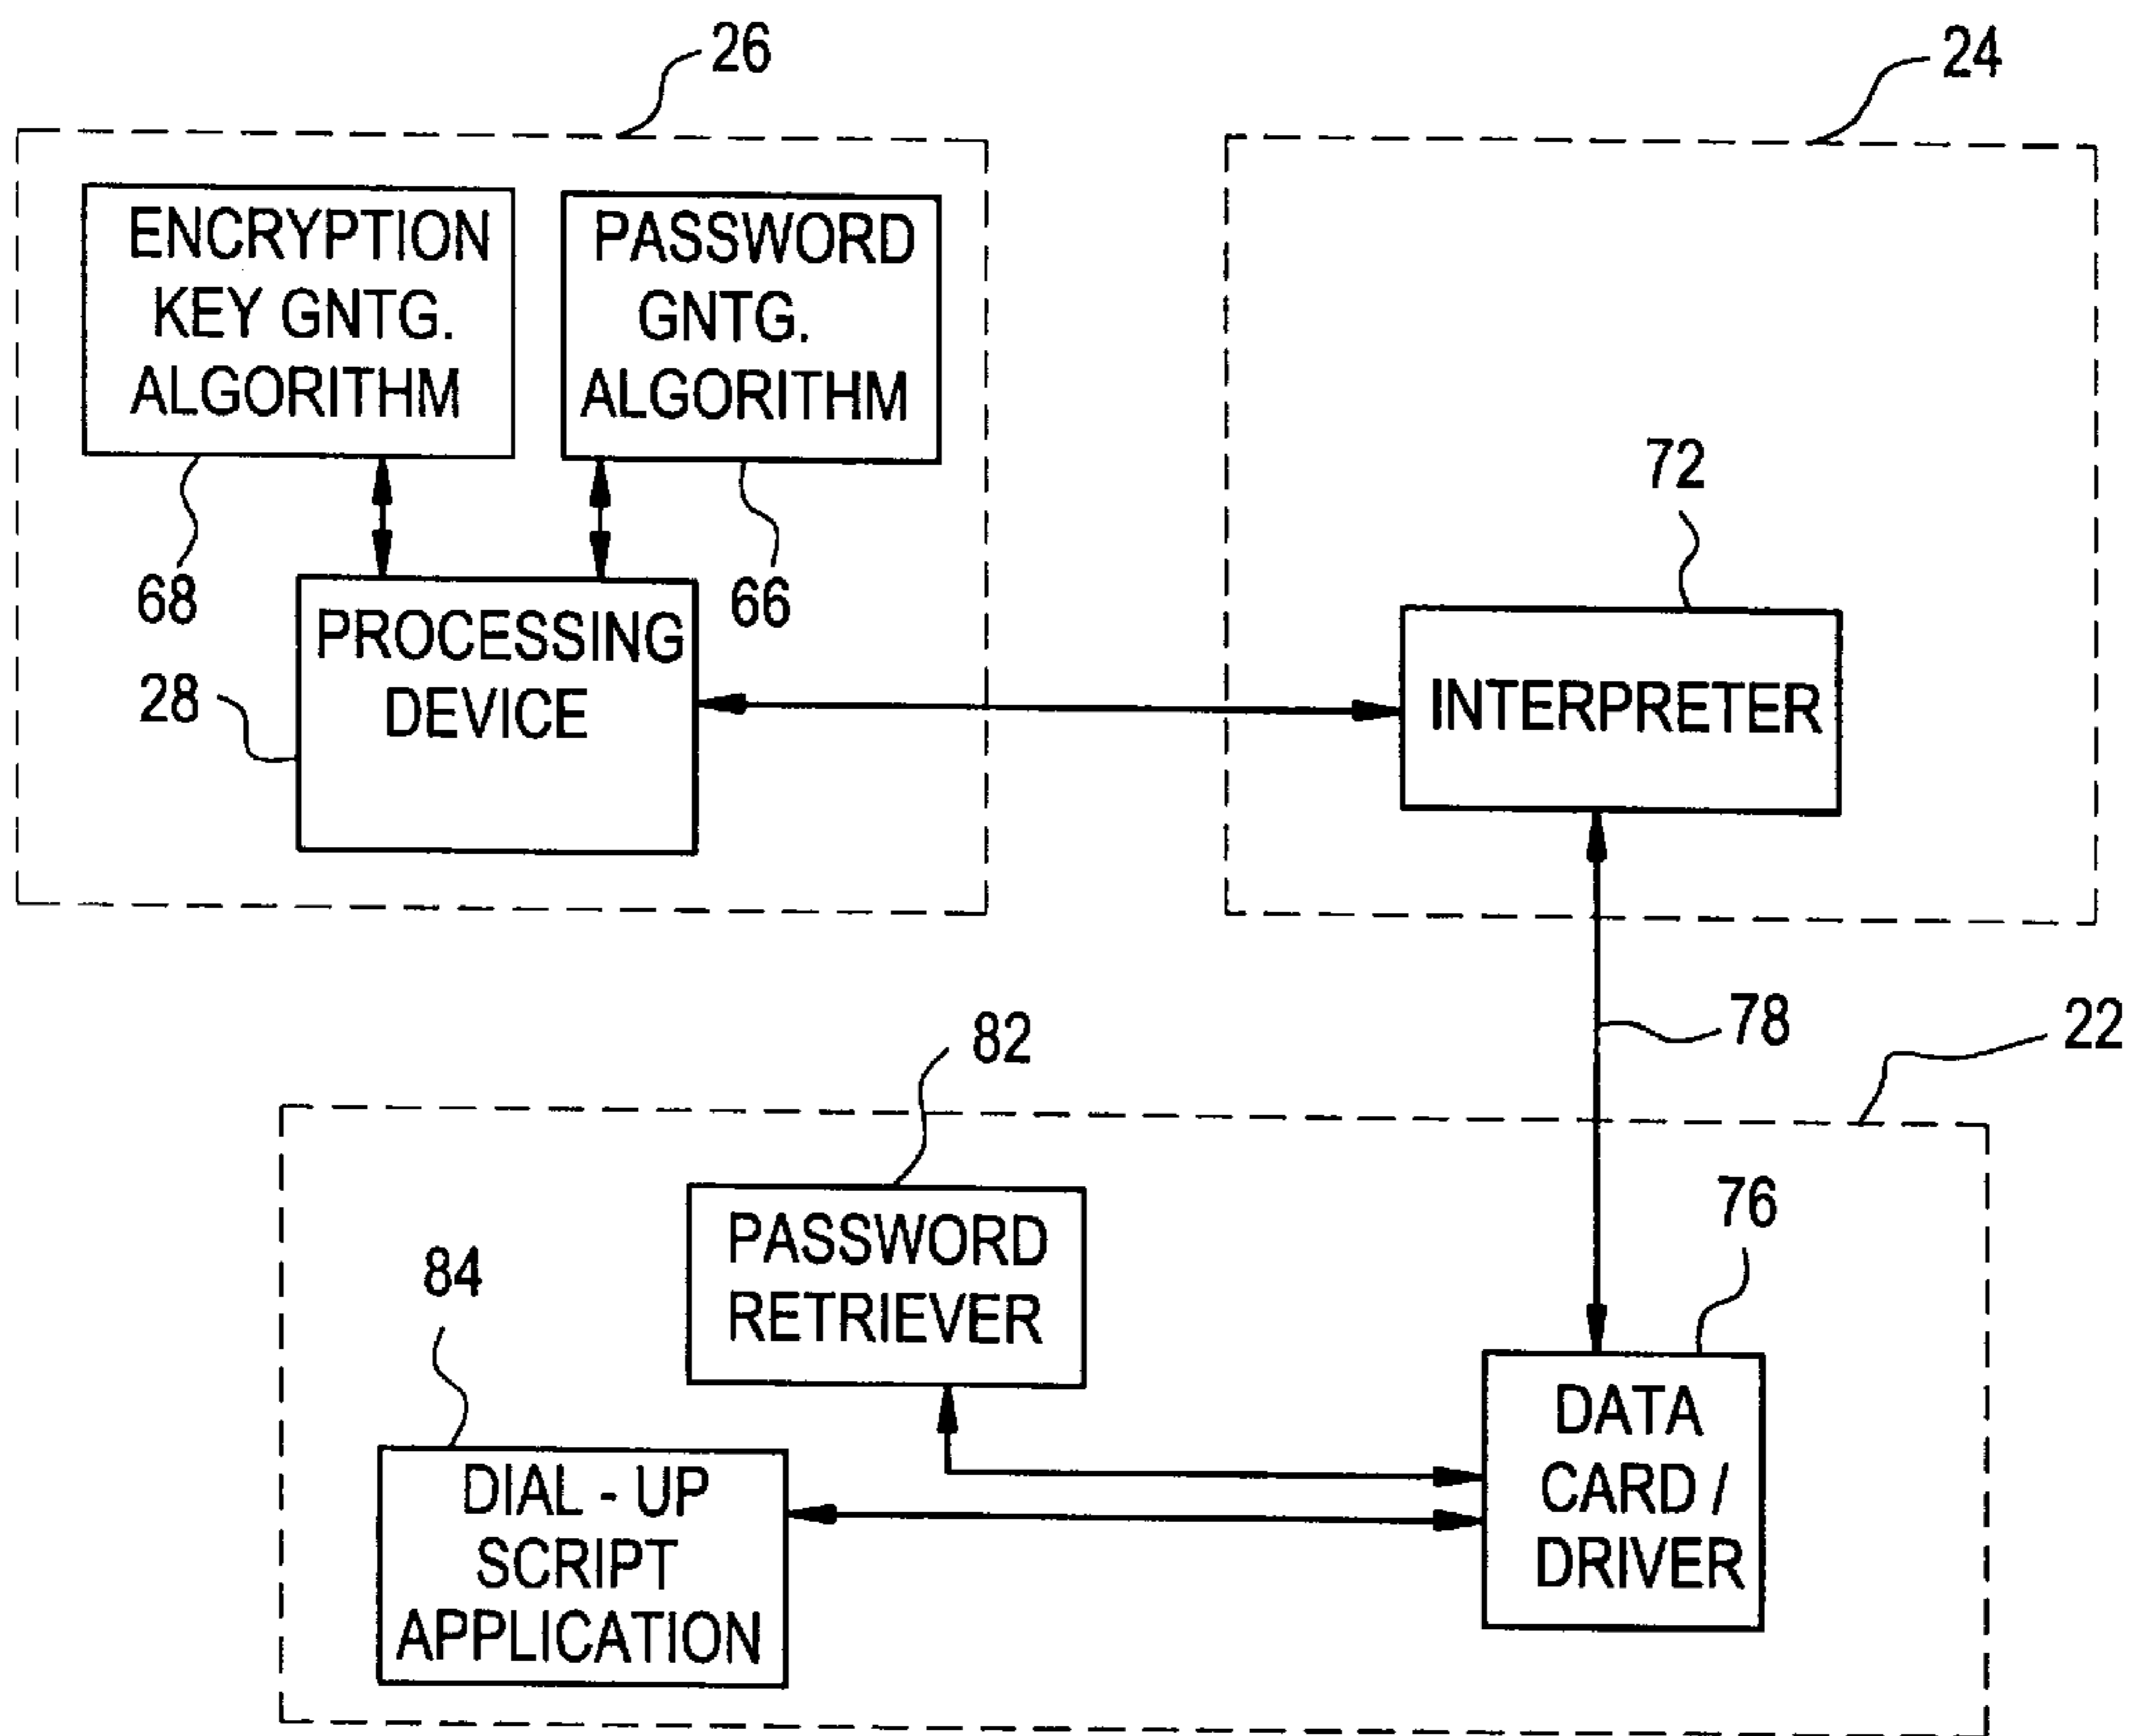 26
24
ENCRYPTION
KEY GNTG.
ALGORITHM
PASSWORD
GNTG.
ALGORITHM
72
68
66
PROCESSING
DEVICE
28
INTERPRETER
78
22
82
76
PASSWORD
RETRIEVER
84
DATA
CARD /
DRIVER
DIAL - UP
SCRIPT
APPLICATION